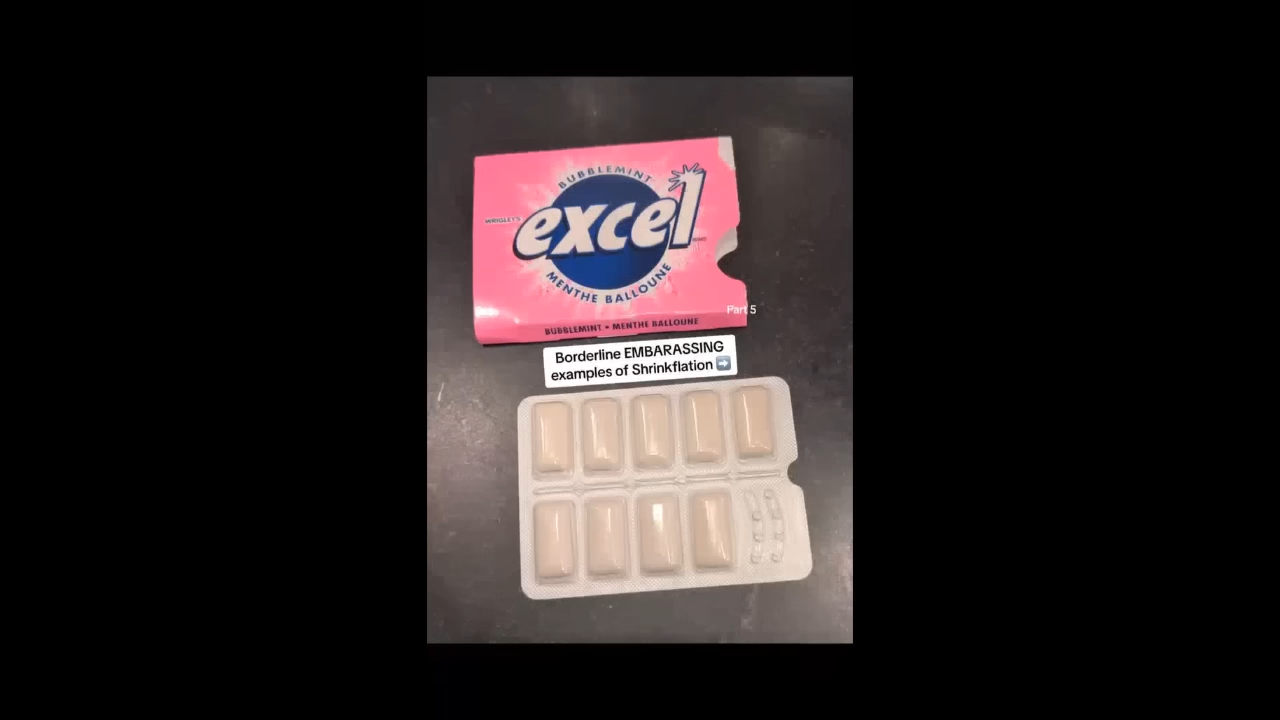 BUBBLEMINT
WRIGLEY'S
excel
MENTHE BALLOUNE
Part 5
BUBBLEMINT • MENTHE BALLOUNE
Borderline EMBARASSING
examples of Shrinkflation ➡️